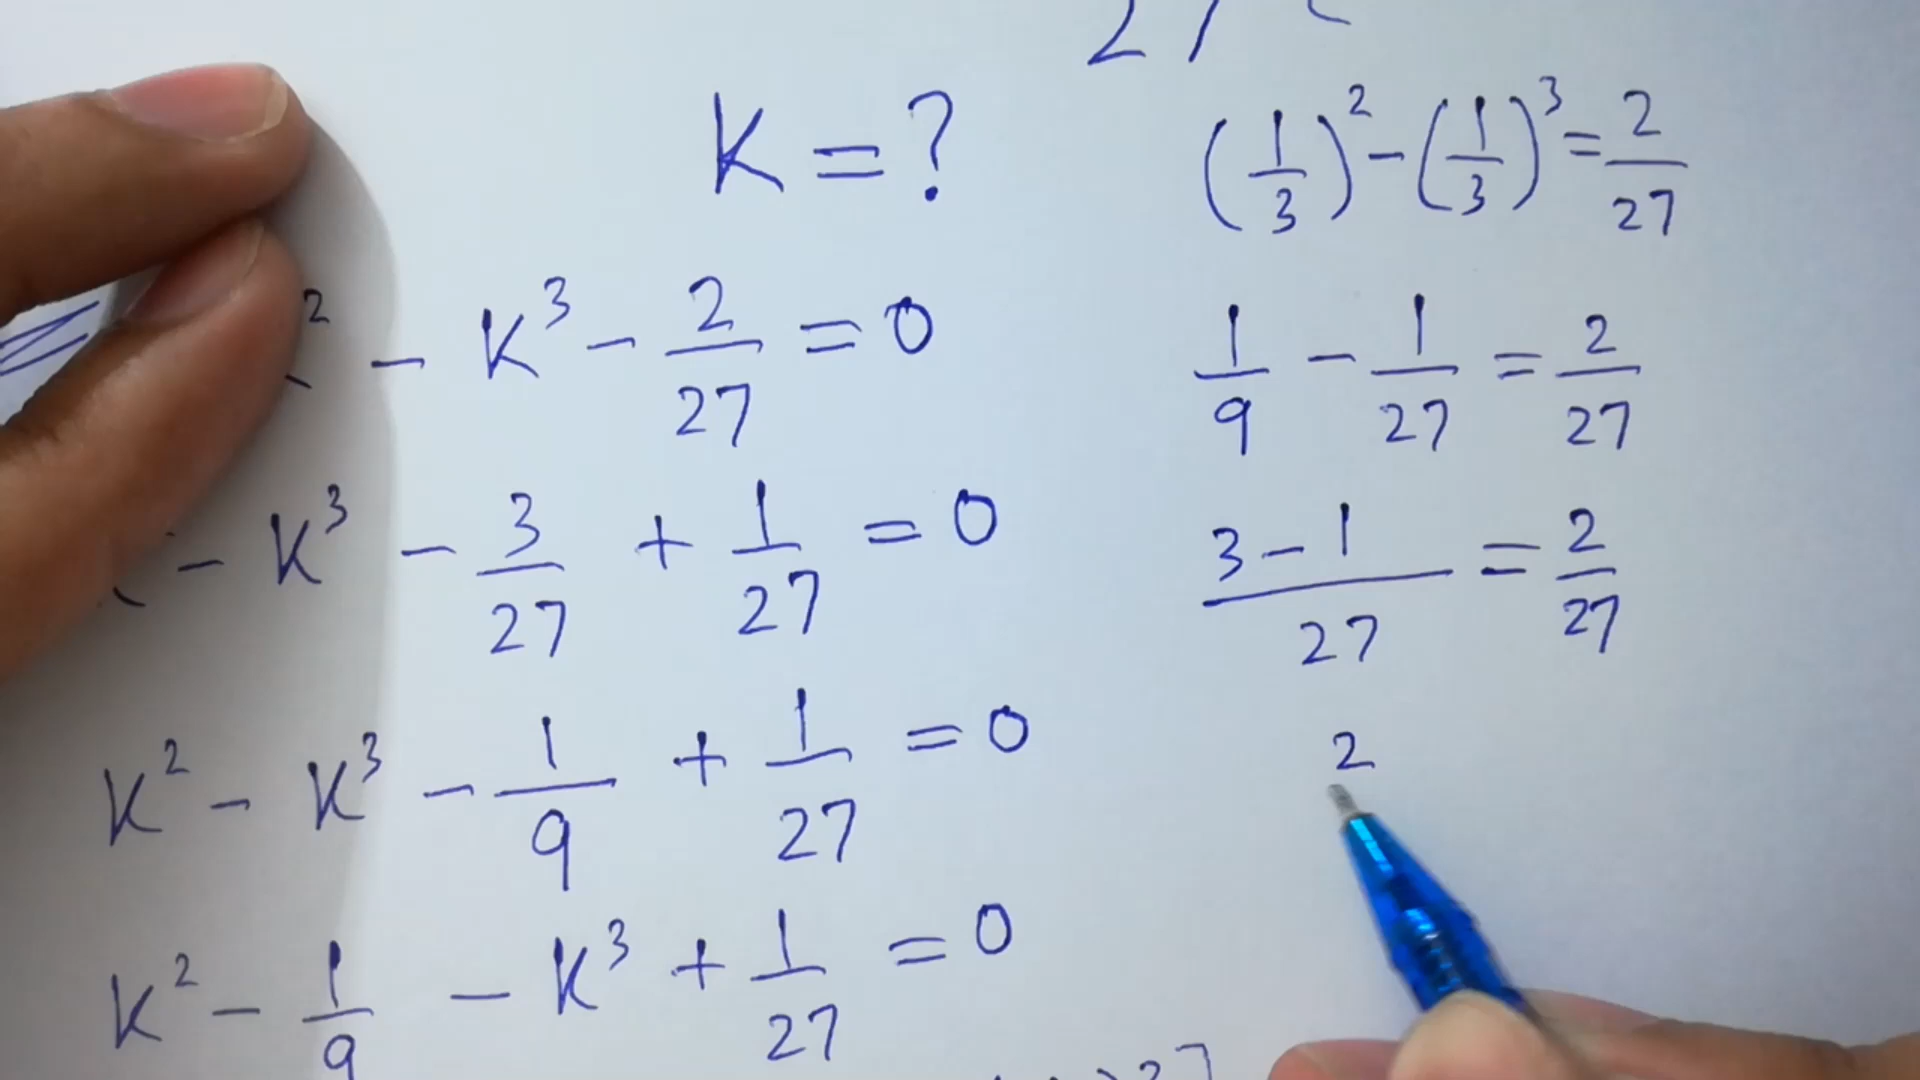 27
K = ?
² - K³ - 2/27 = 0
- K³ - 3/27 + 1/27 = 0
K² - K³ - 1/9 + 1/27 = 0
K² - 1/9 - K³ + 1/27 = 0
(1/3)² - (1/3)³ = 2/27
1/9 - 1/27 = 2/27
3 - 1/27 = 2/27
2